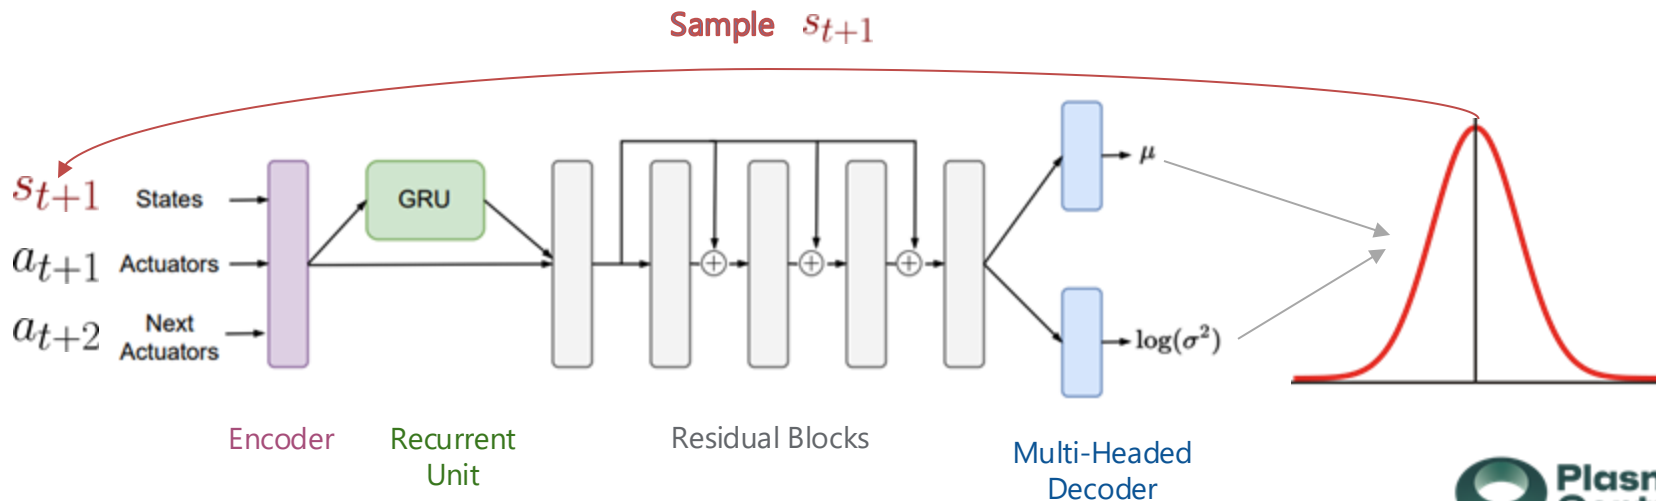 Sample s_{t+1}
s_{t+1} States
a_{t+1} Actuators
a_{t+2} Next
Actuators
GRU
+ + +
μ
log(σ²)
Encoder
Recurrent
Unit
Residual Blocks
Multi-Headed
Decoder